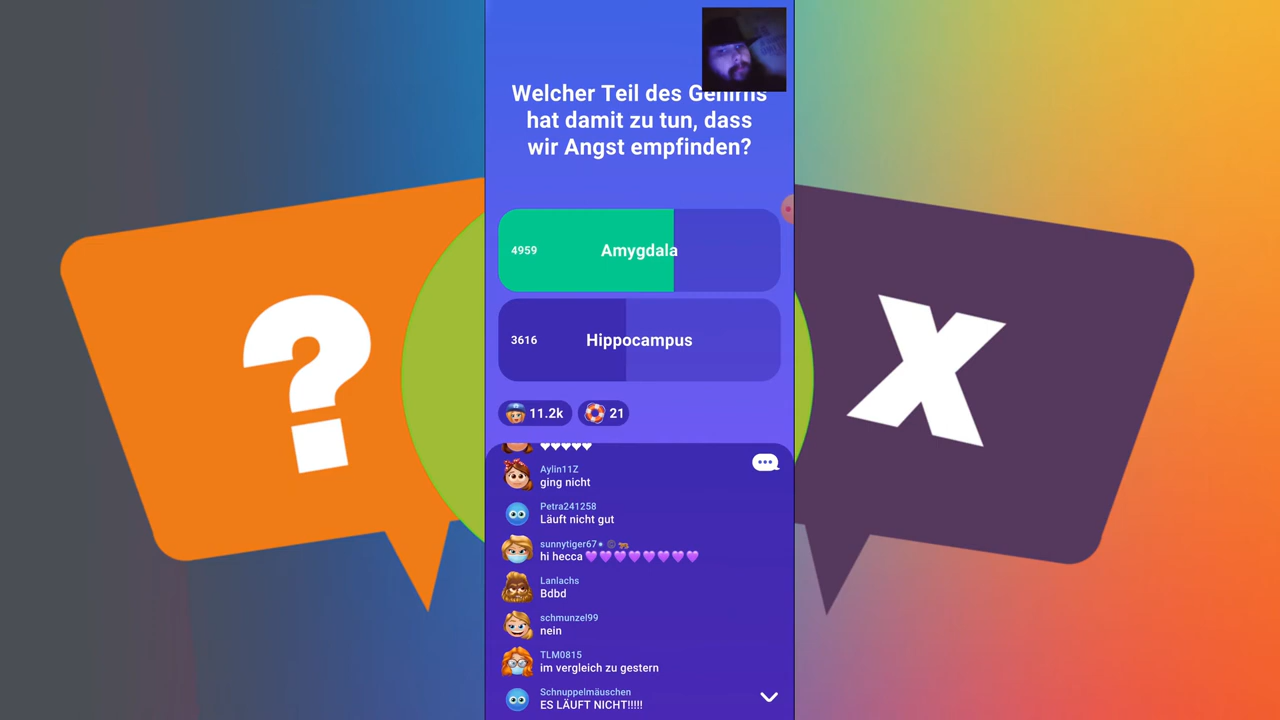 Welcher Teil des Gehirns
hat damit zu tun, dass
wir Angst empfinden?
4959 Amygdala
3616 Hippocampus
11.2k 21
Aylin11Z
ging nicht
Petra241258
Läuft nicht gut
sunnytiger67
hi hecca 💜💜💜💜💜💜💜
Lanlachs
Bdbd
schmunzel99
nein
TLM0815
im vergleich zu gestern
Schnuppelmäuschen
ES LÄUFT NICHT!!!!!
?
X